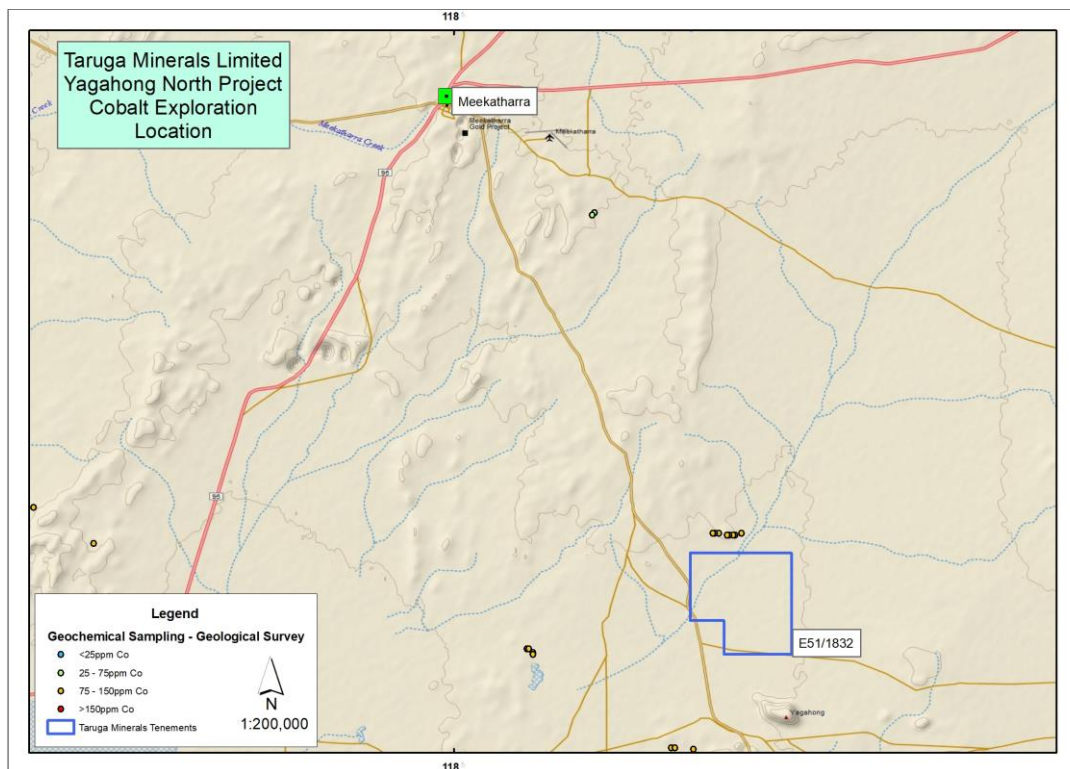 118°
Taruga Minerals Limited
Yagahong North Project
Cobalt Exploration
Location
Creek
Meekatharra Creek
Meekatharra
Meekatharra
Gold Project
Meekatharra
95
95
E51/1832
Yagahong
Legend
Geochemical Sampling - Geological Survey
<25ppm Co
25 - 75ppm Co
75 - 150ppm Co
>150ppm Co
Taruga Minerals Tenements
N
1:200,000
118°